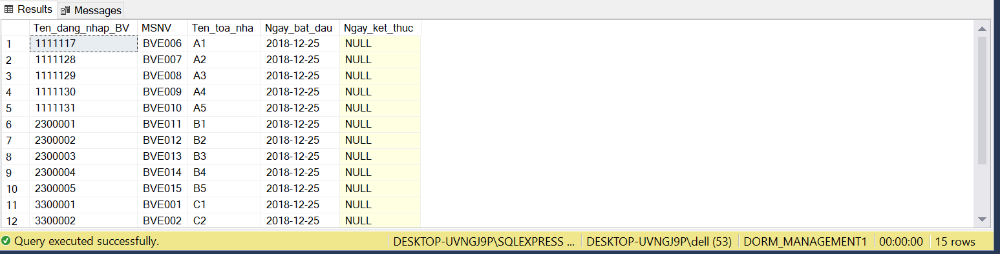 Results Messages
Ten_dang_nhap_BV MSNV Ten_toa_nha Ngay_bat_dau Ngay_ket_thuc
1 1111117 BVE006 A1 2018-12-25 NULL
2 1111128 BVE007 A2 2018-12-25 NULL
3 1111129 BVE008 A3 2018-12-25 NULL
4 1111130 BVE009 A4 2018-12-25 NULL
5 1111131 BVE010 A5 2018-12-25 NULL
6 2300001 BVE011 B1 2018-12-25 NULL
7 2300002 BVE012 B2 2018-12-25 NULL
8 2300003 BVE013 B3 2018-12-25 NULL
9 2300004 BVE014 B4 2018-12-25 NULL
10 2300005 BVE015 B5 2018-12-25 NULL
11 3300001 BVE001 C1 2018-12-25 NULL
12 3300002 BVE002 C2 2018-12-25 NULL
Query executed successfully. DESKTOP-UVNGJ9P\SQLEXPRESS ... DESKTOP-UVNGJ9P\dell (53) DORM_MANAGEMENT1 00:00:00 15 rows